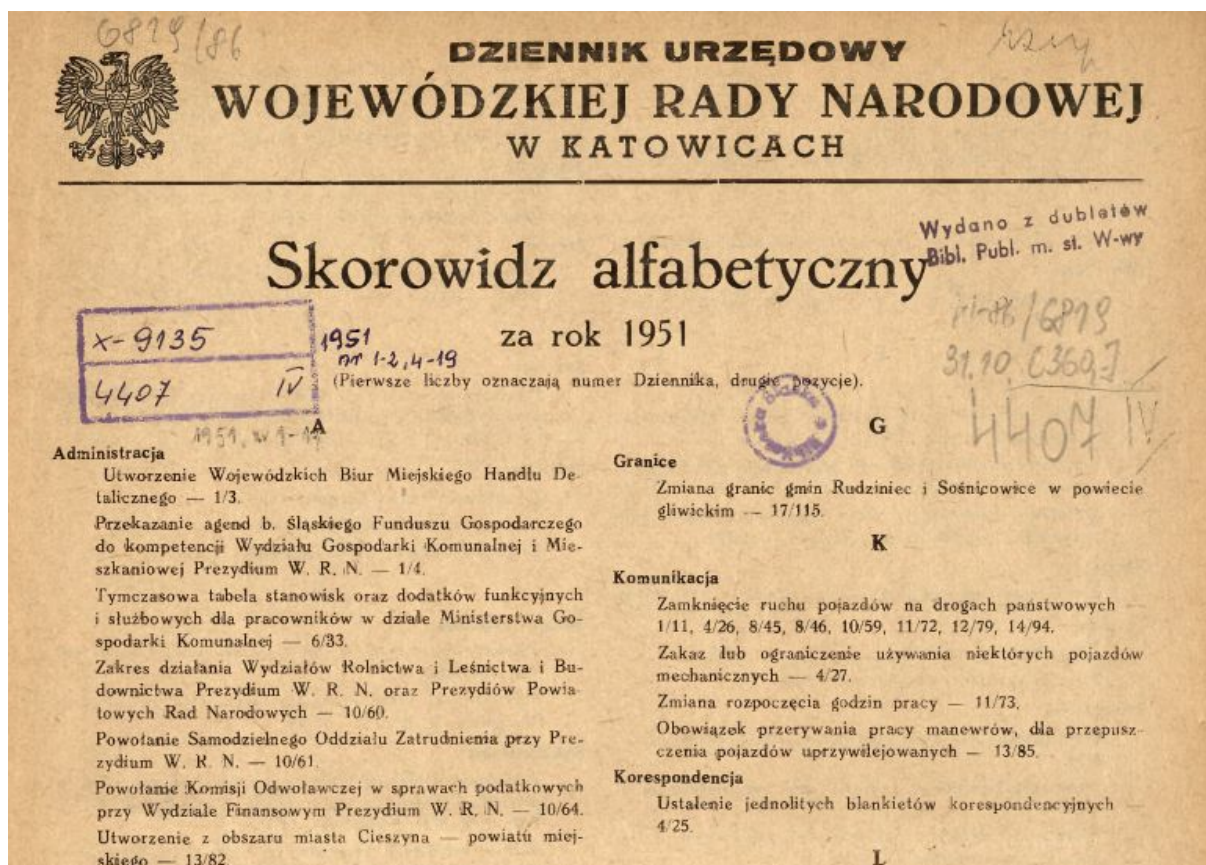 6819/86
DZIENNIK URZĘDOWY
WOJEWÓDZKIEJ RADY NARODOWEJ
W KATOWICACH
Wydano z dubletów
Bibl. Publ. m. st. W-wy
Skorowidz alfabetyczny
za rok 1951
x-9135
4407 IV
1951
nr 1-2, 4-19
/6819
31.10
4407 IV
(Pierwsze liczby oznaczają numer Dziennika, drugie pozycje).
A
Administracja
Utworzenie Wojewódzkich Biur Miejskiego Handlu De-
talicznego — 1/3.
Przekazanie agend b. Śląskiego Funduszu Gospodarczego
do kompetencji Wydziału Gospodarki Komunalnej i Mie-
szkaniowej Prezydium W. R. N. — 1/4.
Tymczasowa tabela stanowisk oraz dodatków funkcyjnych
i służbowych dla pracowników w dziale Ministerstwa Go-
spodarki Komunalnej — 6/33.
Zakres działania Wydziałów Rolnictwa i Leśnictwa i Bu-
downictwa Prezydium W. R. N. oraz Prezydiów Powia
towych Rad Narodowych — 10/60.
Powołanie Samodzielnego Oddziału Zatrudnienia przy Pre-
zydium W. R. N. — 10/61.
Powołanie Komisji Odwoławczej w sprawach podatkowych
przy Wydziale Finansowym Prezydium W. R. N. — 10/64.
Utworzenie z obszaru miasta Cieszyna — powiatu miej-
skiego — 13/82.
G
Granice
Zmiana granic gmin Rudziniec i Sośnicowice w powiecie
gliwickim — 17/115.
K
Komunikacja
Zamknięcie ruchu pojazdów na drogach państwowych —
1/11, 4/26, 8/45, 8/46, 10/59, 11/72, 12/79, 14/94.
Zakaz lub ograniczenie używania niektórych pojazdów
mechanicznych — 4/27.
Zmiana rozpoczęcia godzin pracy — 11/73.
Obowiązek przerywania pracy manewrów, dla przepusz-
czenia pojazdów uprzywilejowanych — 13/85.
Korespondencja
Ustalenie jednolitych blankietów korespondencyjnych —
4/25.
L